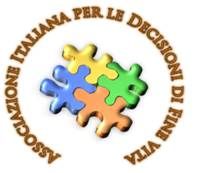 ASSOCIAZIONE ITALIANA PER LE DECISIONI DI FINE VITA